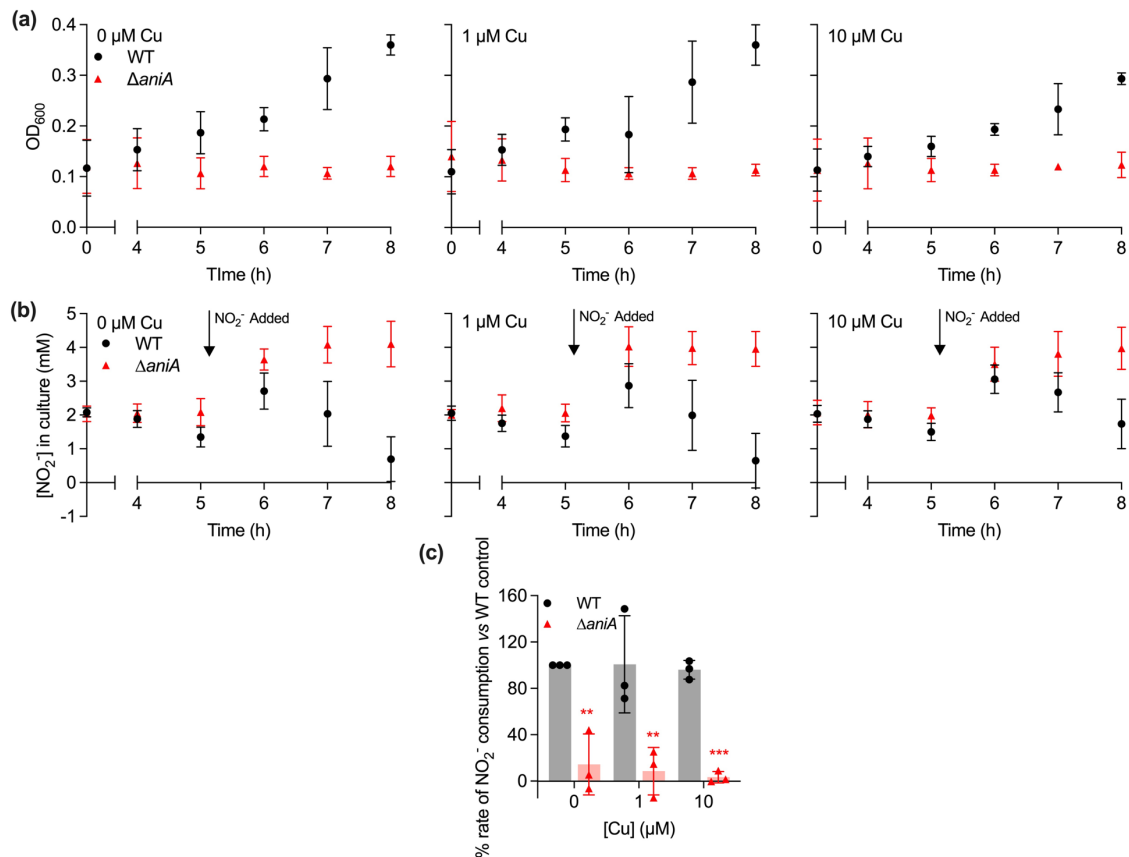 (a)
0 µM Cu
WT
ΔaniA
1 µM Cu
10 µM Cu
OD600
0.4
0.3
0.2
0.1
0.0
0 4 5 6 7 8
0 4 5 6 7 8
0 4 5 6 7 8
TIme (h)
Time (h)
Time (h)
(b)
0 µM Cu
WT
ΔaniA
NO2- Added
1 µM Cu
NO2- Added
10 µM Cu
NO2- Added
[NO2-] in culture (mM)
5
4
3
2
1
0
-1
0 4 5 6 7 8
0 4 5 6 7 8
0 4 5 6 7 8
Time (h)
Time (h)
Time (h)
(c)
% rate of NO2- consumption vs WT control
WT
ΔaniA
160
120
80
40
0
**
**
***
0 1 10
[Cu] (µM)